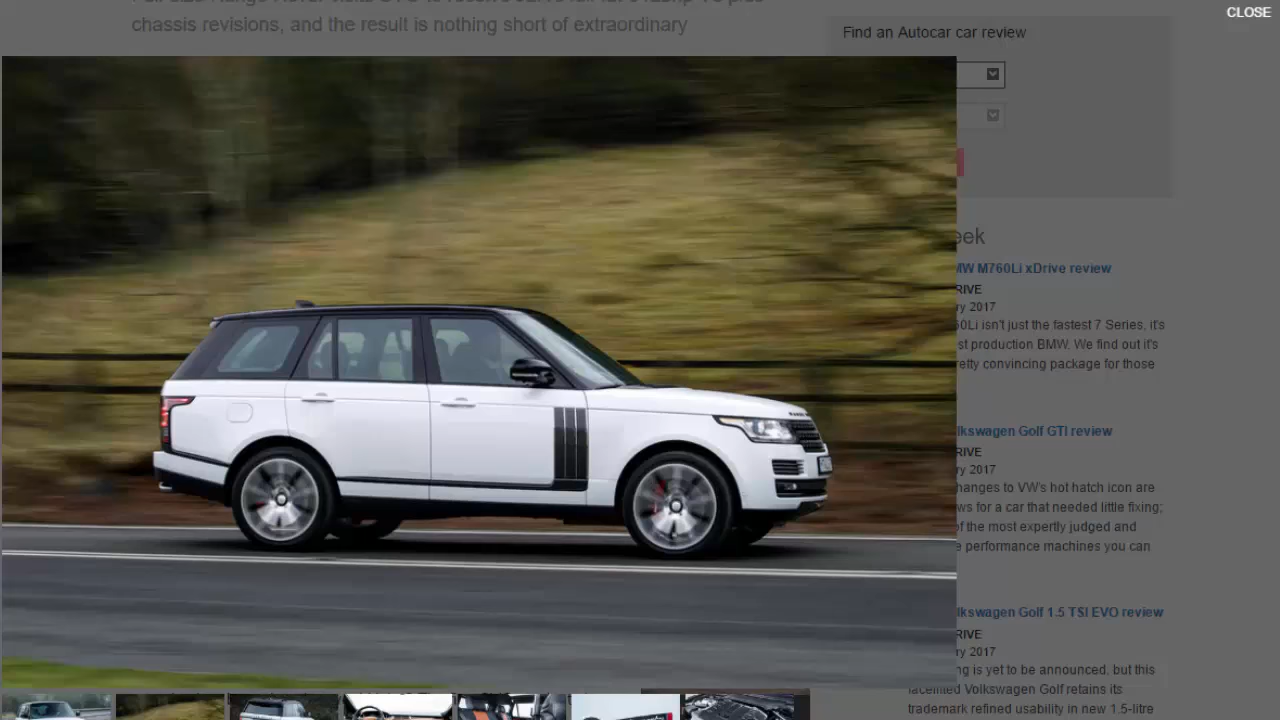 CLOSE
chassis revisions, and the result is nothing short of extraordinary
Find an Autocar car review
eek
MW M760Li xDrive review
RIVE
ry 2017
60Li isn't just the fastest 7 Series, it's
st production BMW. We find out it's
retty convincing package for those
lkswagen Golf GTI review
RIVE
ry 2017
hanges to VW's hot hatch icon are
ws for a car that needed little fixing;
of the most expertly judged and
e performance machines you can
lkswagen Golf 1.5 TSI EVO review
RIVE
ry 2017
ng is yet to be announced, but this
facelifted Volkswagen Golf retains its
trademark refined usability in new 1.5-litre